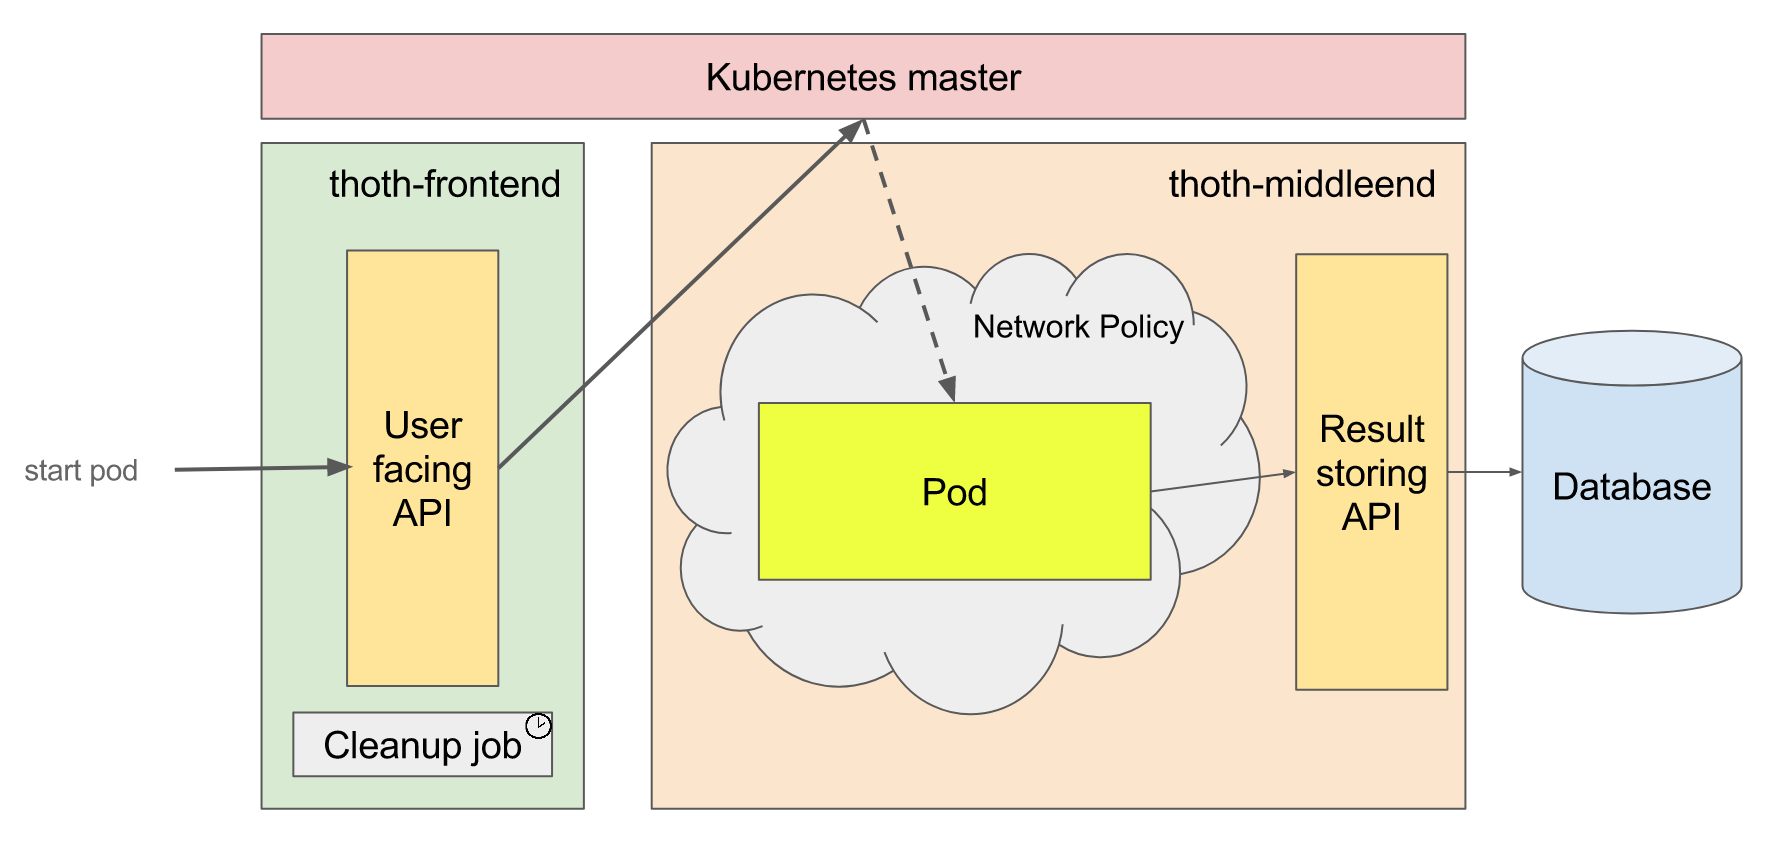 Kubernetes master
thoth-frontend
thoth-middleend
Network Policy
start pod
User
facing
API
Pod
Result
storing
API
Database
Cleanup job